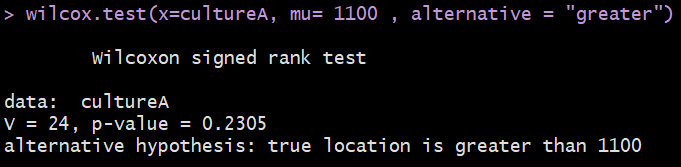 > wilcox.test(x=cultureA, mu= 1100 , alternative = "greater")
Wilcoxon signed rank test
data:  cultureA
V = 24, p-value = 0.2305
alternative hypothesis: true location is greater than 1100